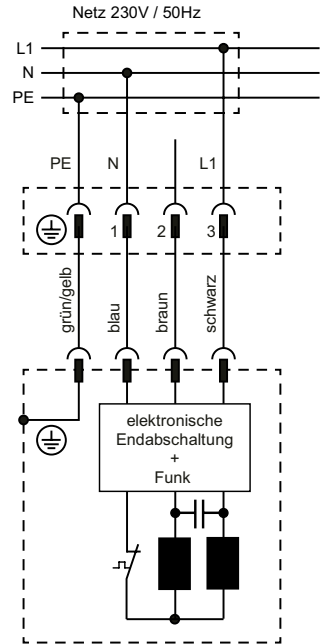 Netz 230V / 50Hz
L1
N
PE
PE
N
L1
1
2
3
grün/gelb
blau
braun
schwarz
elektronische
Endabschaltung
+
Funk